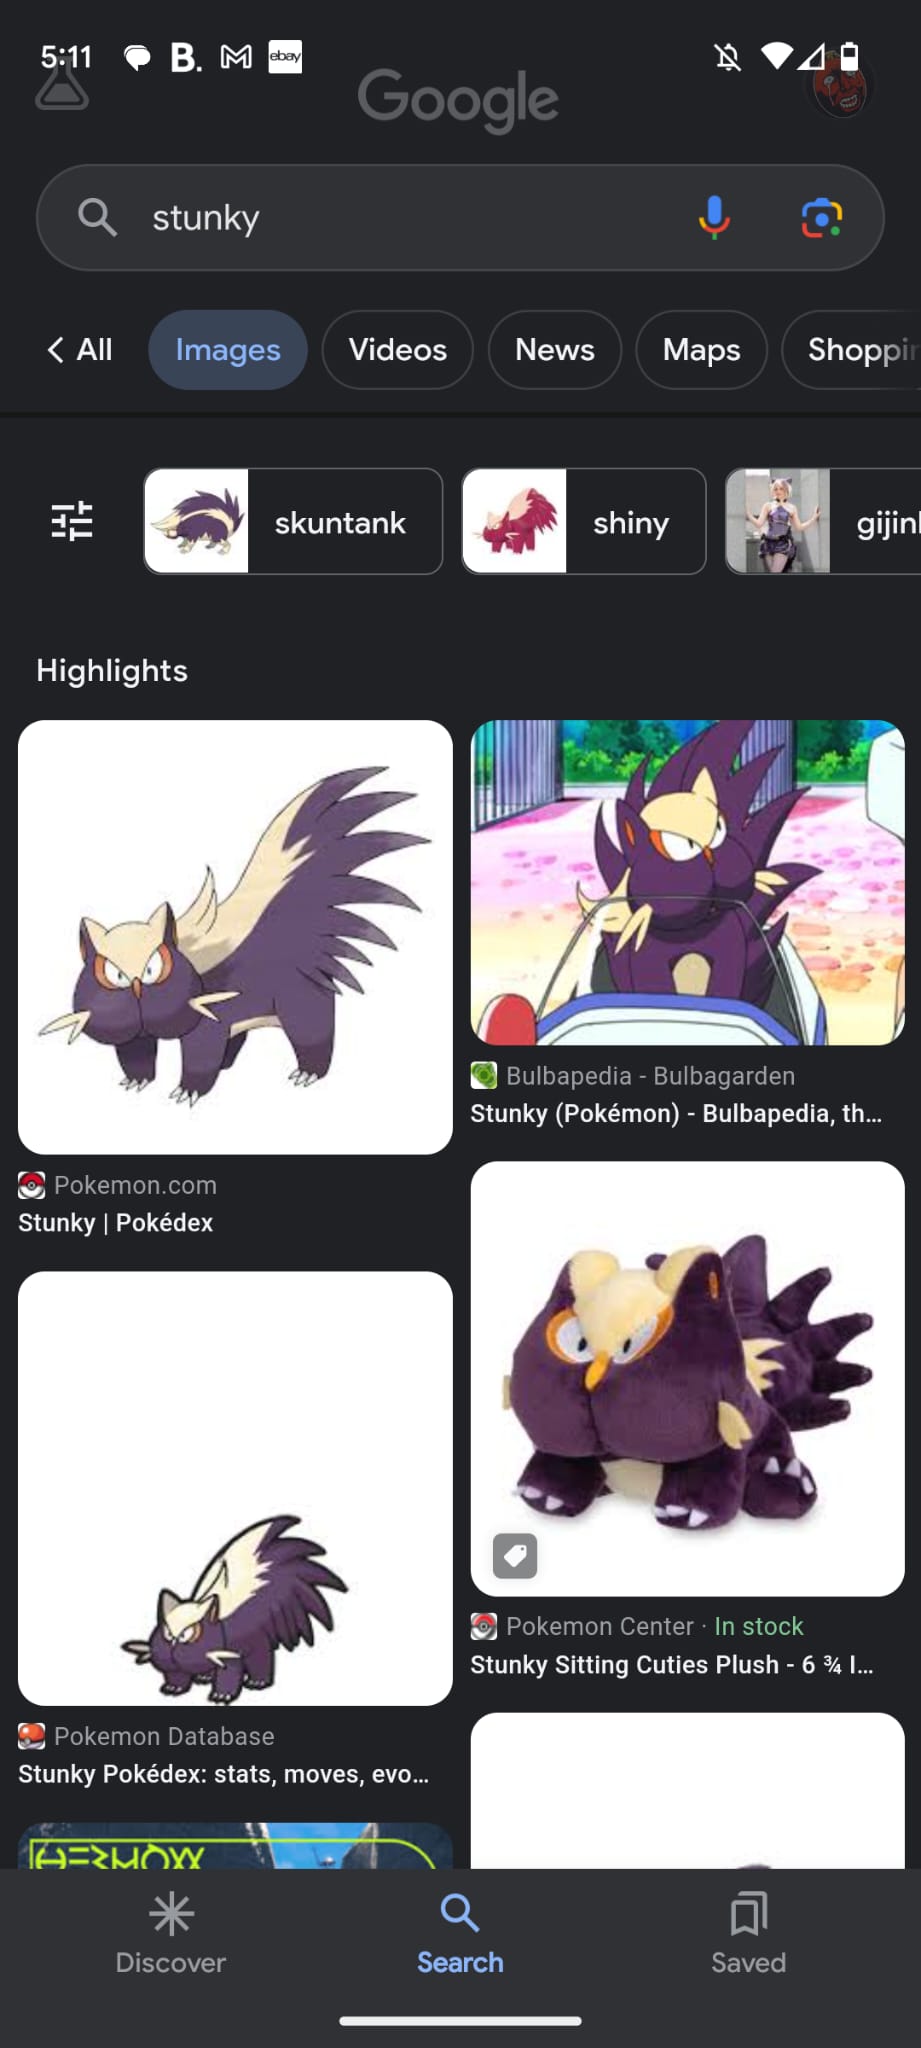 5:11 B. ebay
Google
stunky
All Images Videos News Maps Shoppin
skuntank shiny gijin
Highlights
Pokemon.com
Stunky | Pokédex
Bulbapedia - Bulbagarden
Stunky (Pokémon) - Bulbapedia, th...
Pokemon Center · In stock
Stunky Sitting Cuties Plush - 6 ¾ I...
Pokemon Database
Stunky Pokédex: stats, moves, evo...
Discover Search Saved